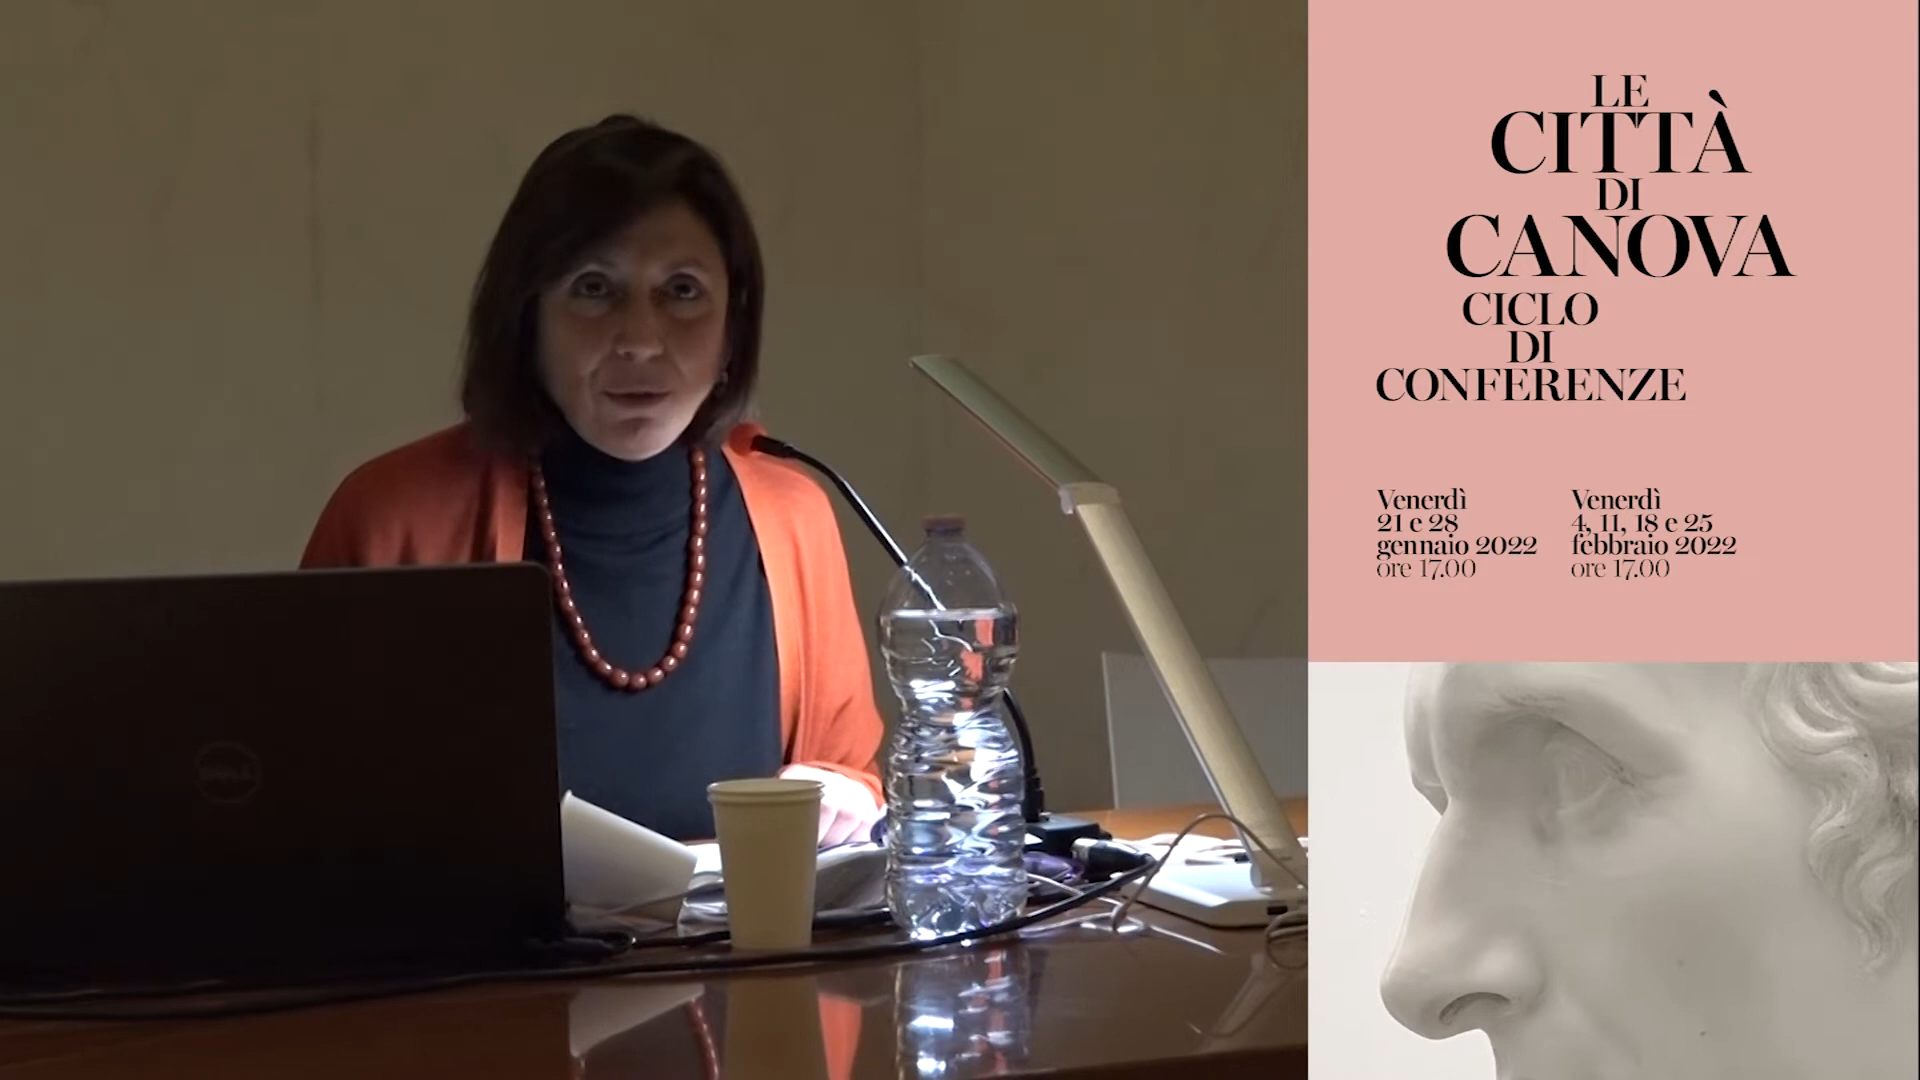 LE
CITTÀ
DI
CANOVA
CICLO
DI
CONFERENZE
Venerdì
21 e 28
gennaio 2022
ore 17.00
Venerdì
4, 11, 18 e 25
febbraio 2022
ore 17.00
DELL